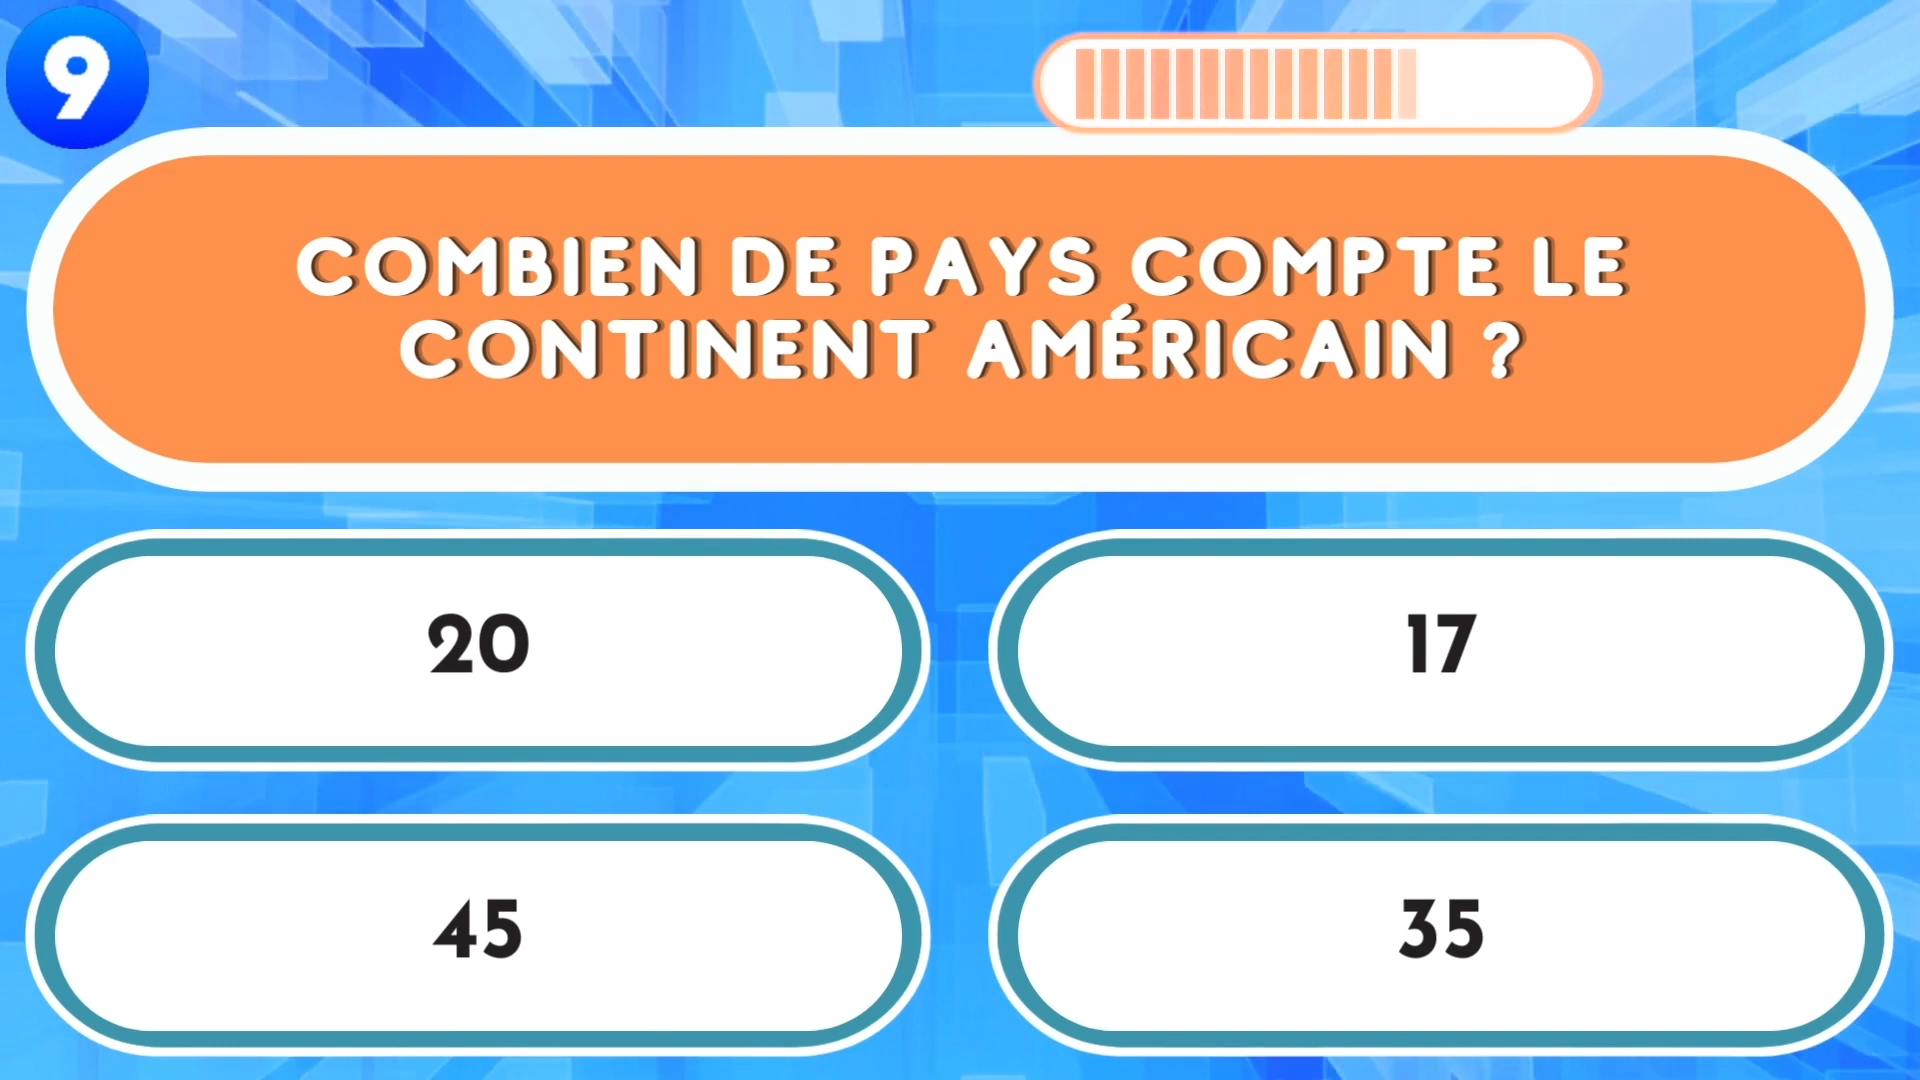 9
COMBIEN DE PAYS COMPTE LE
CONTINENT AMÉRICAIN ?
20
17
45
35